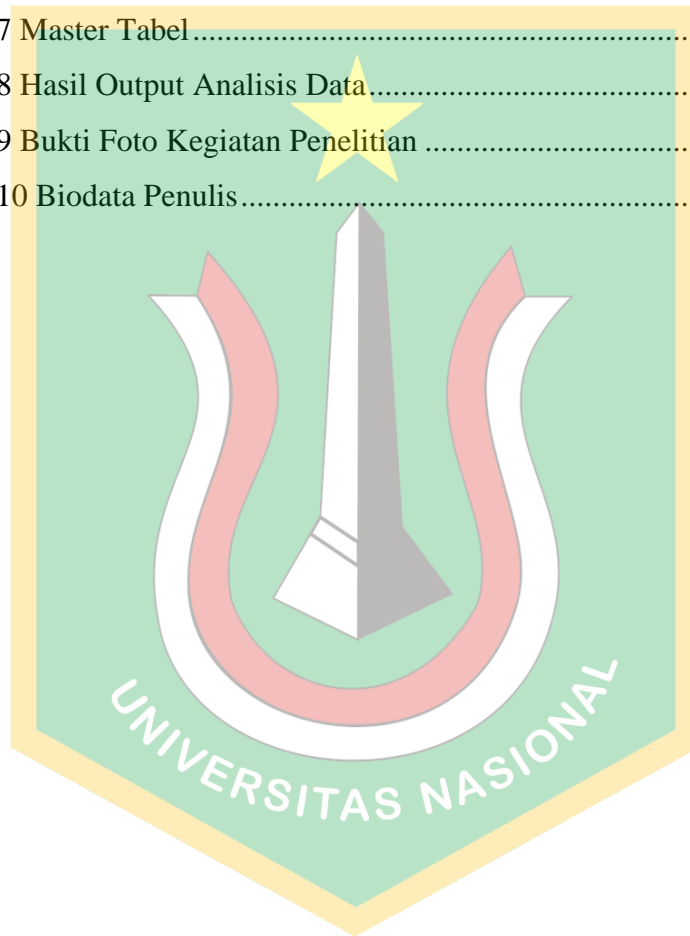 7 Master Tabel......................................................................
8 Hasil Output Analisis Data..............................................
9 Bukti Foto Kegiatan Penelitian .......................................
10 Biodata Penulis...............................................................
UNIVERSITAS NASIONAL